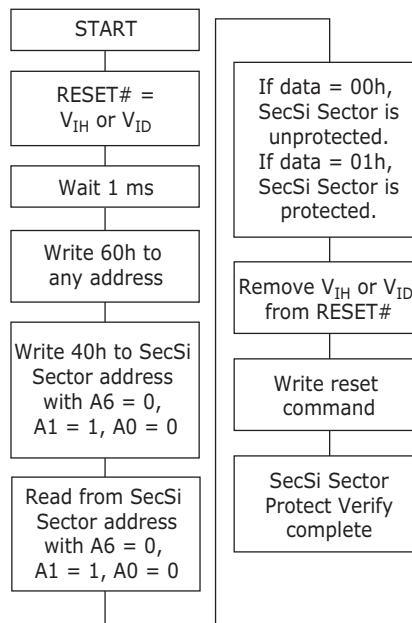 START
RESET# =
V_IH or V_ID
Wait 1 ms
Write 60h to
any address
Write 40h to SecSi
Sector address
with A6 = 0,
A1 = 1, A0 = 0
Read from SecSi
Sector address
with A6 = 0,
A1 = 1, A0 = 0
If data = 00h,
SecSi Sector is
unprotected.
If data = 01h,
SecSi Sector is
protected.
Remove V_IH or V_ID
from RESET#
Write reset
command
SecSi Sector
Protect Verify
complete